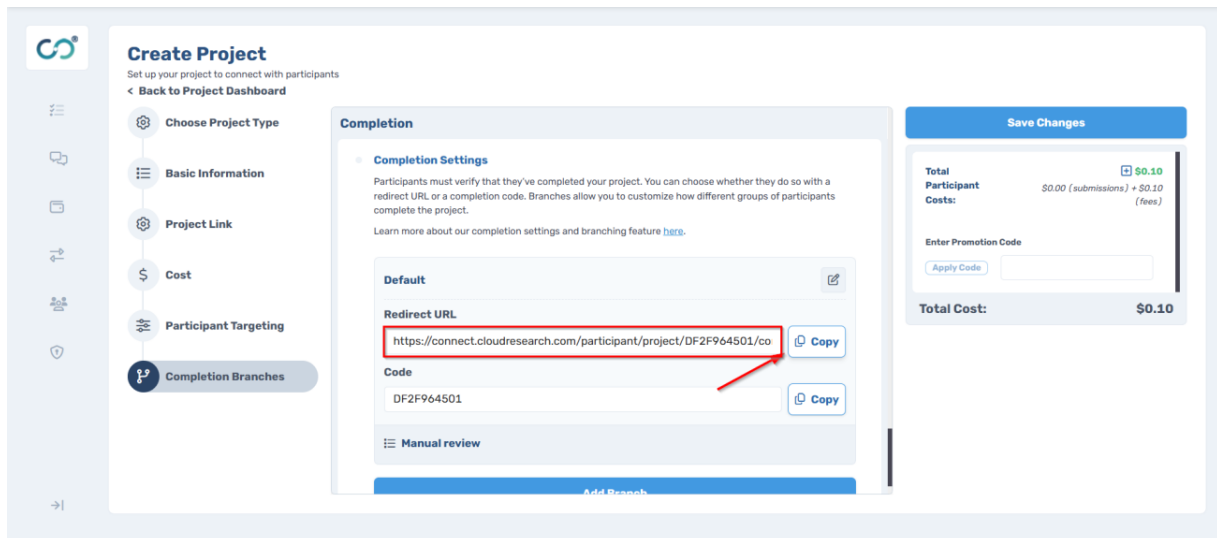 Create Project
Set up your project to connect with participants
< Back to Project Dashboard
Choose Project Type
Basic Information
Project Link
Cost
Participant Targeting
Completion Branches
Completion
Completion Settings
Participants must verify that they've completed your project. You can choose whether they do so with a
redirect URL or a completion code. Branches allow you to customize how different groups of participants
complete the project.
Learn more about our completion settings and branching feature here.
Default
Redirect URL
https://connect.cloudresearch.com/participant/project/DF2F964501/co
Copy
Code
DF2F964501
Copy
Manual review
Add Branch
Save Changes
Total
Participant
Costs:
$0.10
$0.00 (submissions) + $0.10
(fees)
Enter Promotion Code
Apply Code
Total Cost: $0.10